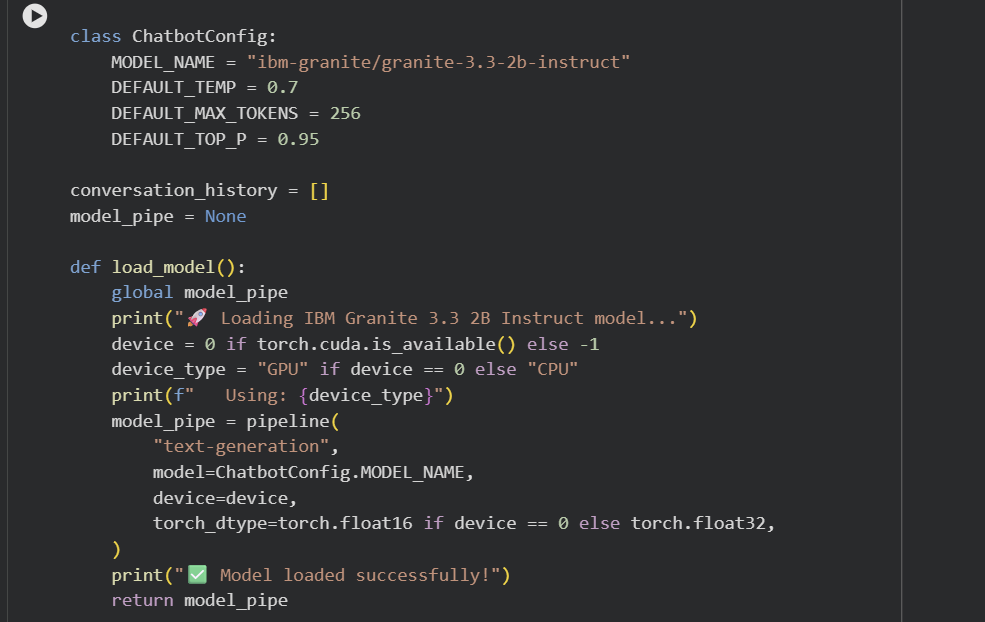 class ChatbotConfig:
    MODEL_NAME = "ibm-granite/granite-3.3-2b-instruct"
    DEFAULT_TEMP = 0.7
    DEFAULT_MAX_TOKENS = 256
    DEFAULT_TOP_P = 0.95

conversation_history = []
model_pipe = None

def load_model():
    global model_pipe
    print("🚀 Loading IBM Granite 3.3 2B Instruct model...")
    device = 0 if torch.cuda.is_available() else -1
    device_type = "GPU" if device == 0 else "CPU"
    print(f"   Using: {device_type}")
    model_pipe = pipeline(
        "text-generation",
        model=ChatbotConfig.MODEL_NAME,
        device=device,
        torch_dtype=torch.float16 if device == 0 else torch.float32,
    )
    print("✅ Model loaded successfully!")
    return model_pipe